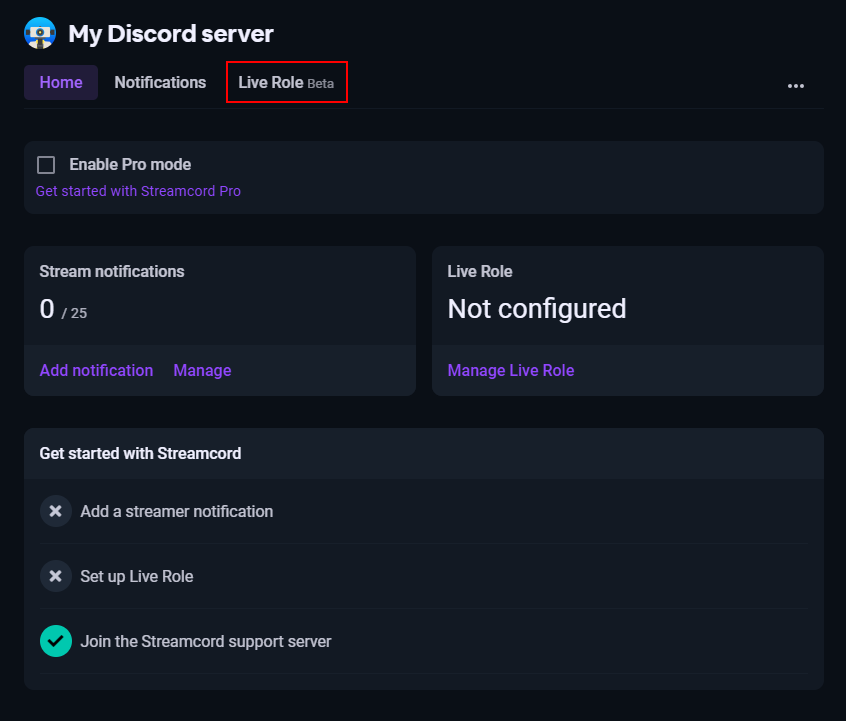 My Discord server
Home Notifications Live Role Beta
Enable Pro mode
Get started with Streamcord Pro
Stream notifications
0 / 25
Add notification Manage
Live Role
Not configured
Manage Live Role
Get started with Streamcord
Add a streamer notification
Set up Live Role
Join the Streamcord support server